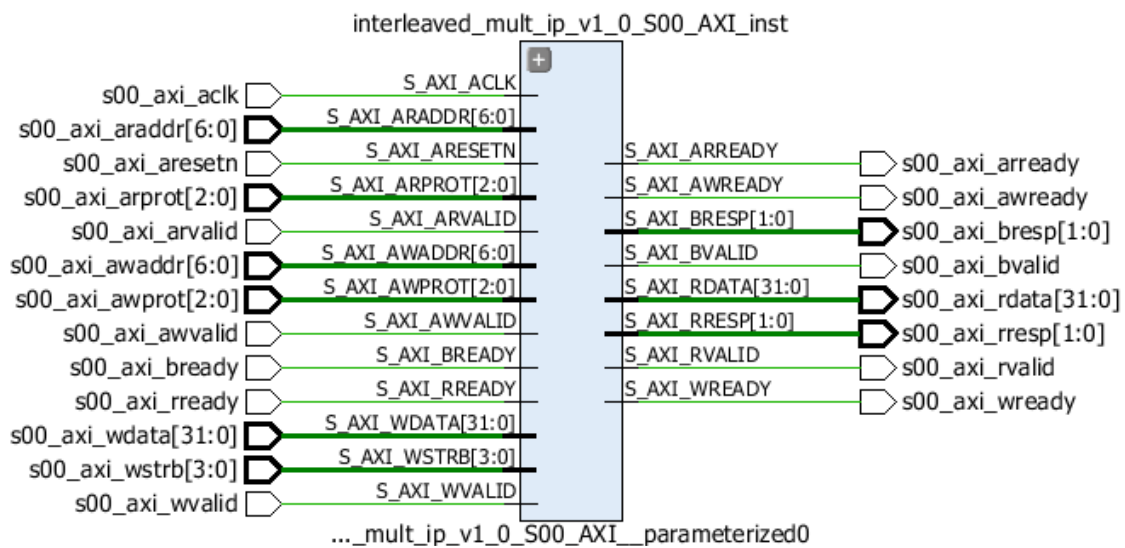 interleaved_mult_ip_v1_0_S00_AXI_inst
s00_axi_aclk S_AXI_ACLK
s00_axi_araddr[6:0] S_AXI_ARADDR[6:0]
s00_axi_aresetn S_AXI_ARESETN S_AXI_ARREADY s00_axi_arready
s00_axi_arprot[2:0] S_AXI_ARPROT[2:0] S_AXI_AWREADY s00_axi_awready
s00_axi_arvalid S_AXI_ARVALID S_AXI_BRESP[1:0] s00_axi_bresp[1:0]
s00_axi_awaddr[6:0] S_AXI_AWADDR[6:0] S_AXI_BVALID s00_axi_bvalid
s00_axi_awprot[2:0] S_AXI_AWPROT[2:0] S_AXI_RDATA[31:0] s00_axi_rdata[31:0]
s00_axi_awvalid S_AXI_AWVALID S_AXI_RRESP[1:0] s00_axi_rresp[1:0]
s00_axi_bready S_AXI_BREADY S_AXI_RVALID s00_axi_rvalid
s00_axi_rready S_AXI_RREADY S_AXI_WREADY s00_axi_wready
s00_axi_wdata[31:0] S_AXI_WDATA[31:0]
s00_axi_wstrb[3:0] S_AXI_WSTRB[3:0]
s00_axi_wvalid S_AXI_WVALID
..._mult_ip_v1_0_S00_AXI__parameterized0